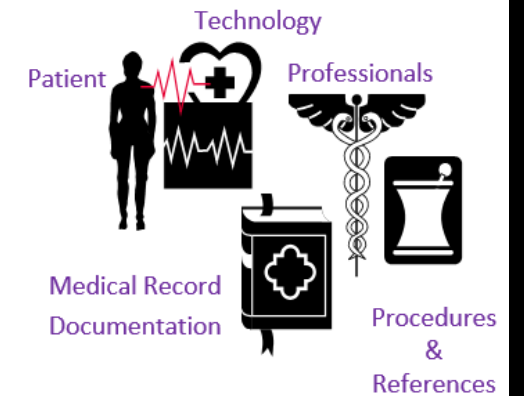 Technology
Patient
Professionals
Medical Record
Documentation
Procedures
&
References